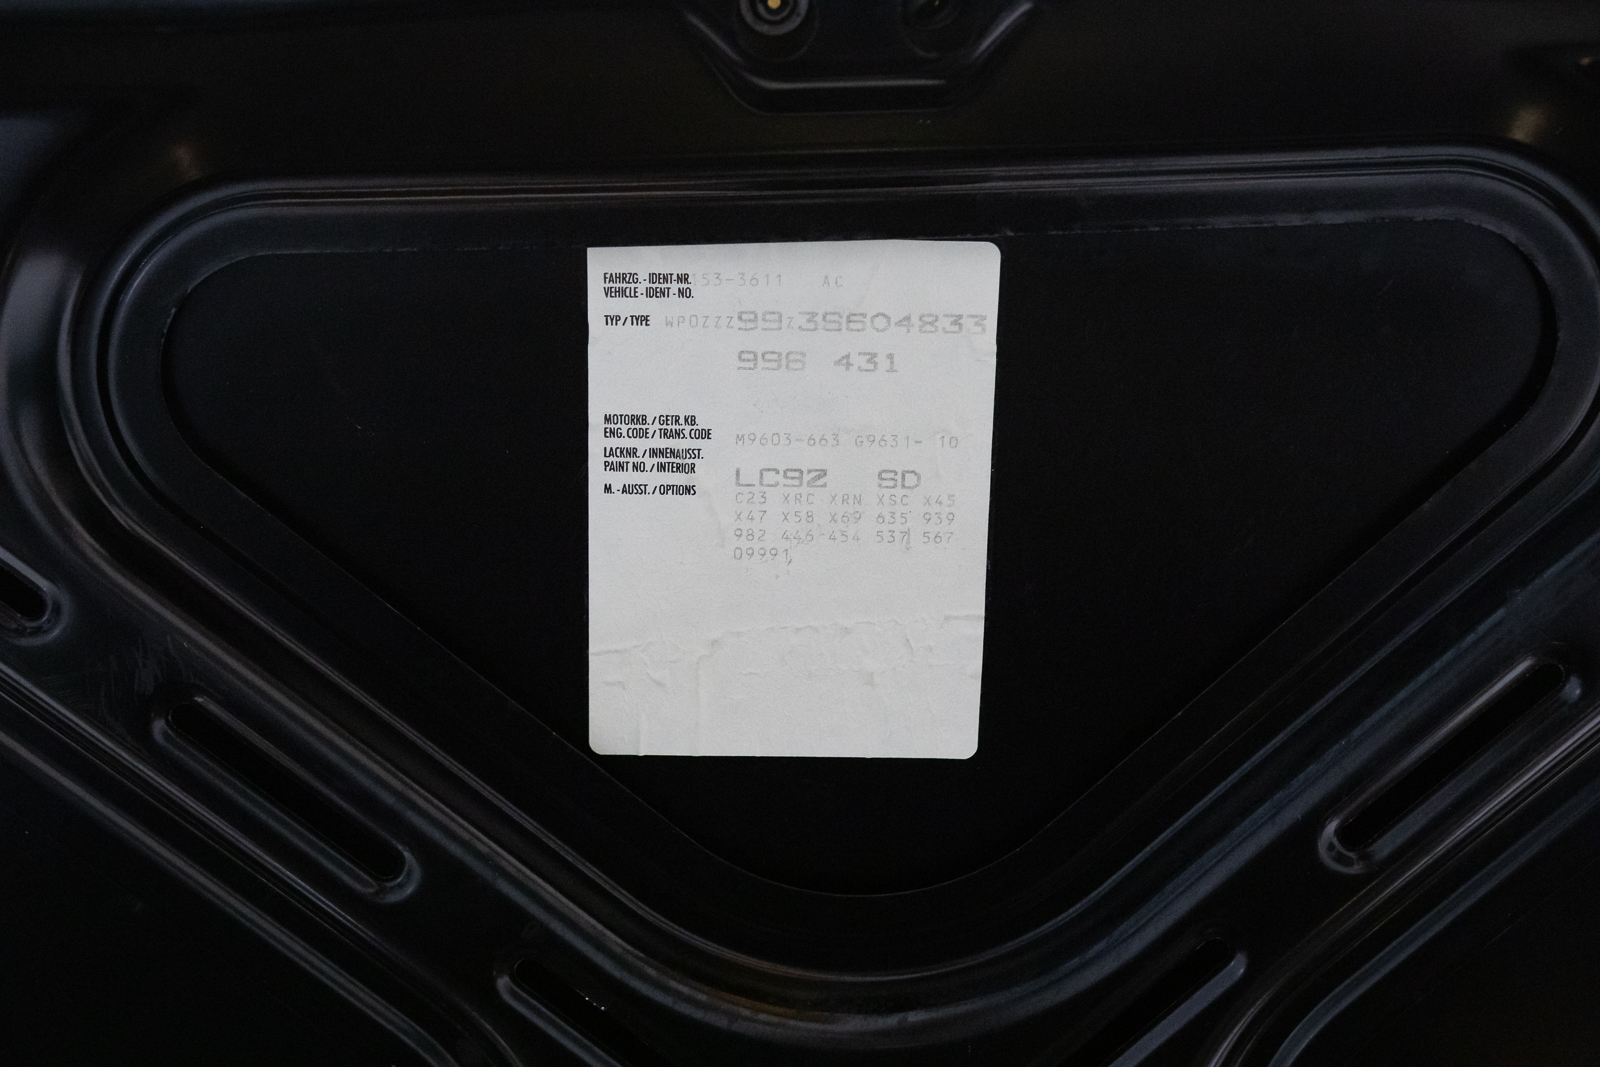 FAHRZG. - IDENT-NR. 153-3611 AC
VEHICLE - IDENT - NO.
TYP / TYPE WP0ZZZ99Z3S604833
996 431
MOTORKB. / GETR. KB.
ENG. CODE / TRANS. CODE M9603-663 G9631- 10
LACKNR. / INNENAUSST.
PAINT NO. / INTERIOR LC9Z SD
M. - AUSST. / OPTIONS C23 XRC XRN XSC X45
X47 X58 X69 635 939
982 446 454 537 567
09991